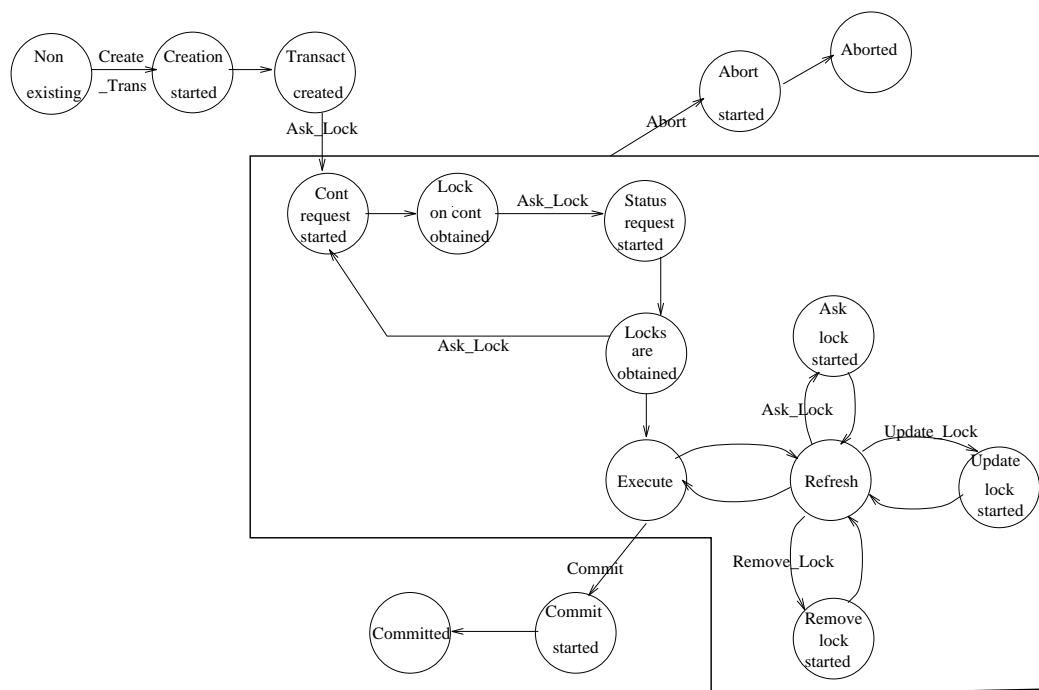 Non
existing
Create
_Trans
Creation
started
Transact
created
Ask_Lock
Abort
Abort
started
Aborted
Cont
request
started
Lock
on cont
obtained
Ask_Lock
Status
request
started
Ask_Lock
Locks
are
obtained
Ask
lock
started
Ask_Lock
Update_Lock
Execute
Refresh
Update
lock
started
Remove_Lock
Commit
Committed
Commit
started
Remove
lock
started